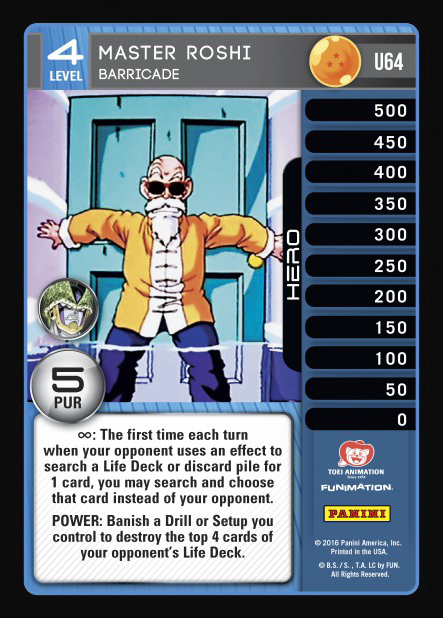 4
LEVEL
MASTER ROSHI
BARRICADE
U64
500
450
400
350
300
250
200
150
100
50
0
HERO
5
PUR
∞: The first time each turn
when your opponent uses an effect to
search a Life Deck or discard pile for
1 card, you may search and choose
that card instead of your opponent.
POWER: Banish a Drill or Setup you
control to destroy the top 4 cards of
your opponent's Life Deck.
TOEI ANIMATION
Since 1956
FUNIMATION.
PANINI
© 2016 Panini America, Inc.
Printed in the USA.
© B.S./ S. , T.A. LC by FUN.
All Rights Reserved.